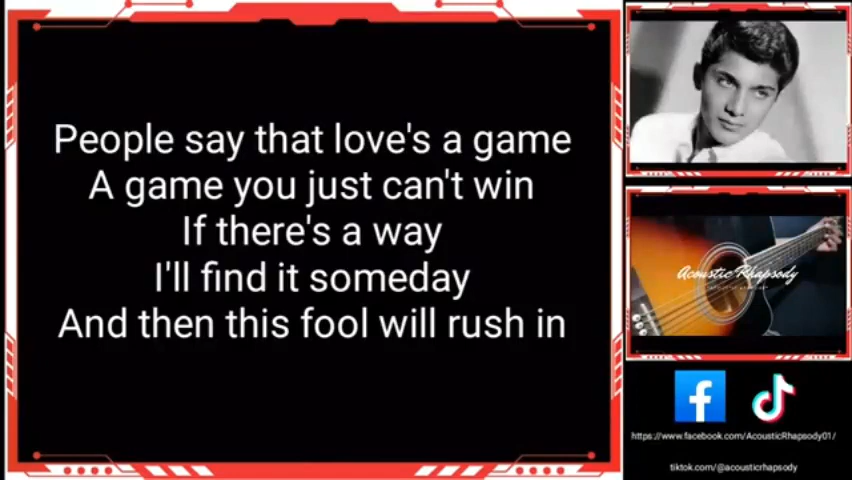 People say that love's a game
A game you just can't win
If there's a way
I'll find it someday
And then this fool will rush in
Acoustic Rhapsody
https://www.facebook.com/AcousticRhapsody01/
tiktok.com/@acousticrhapsody